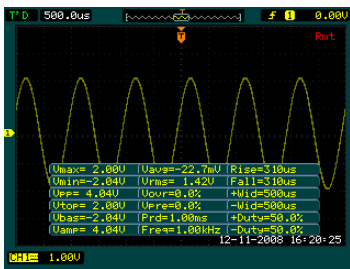 T'D 500.0us f 1 0.00V
T
Rmt
1
Vmax= 2.00V Vavg=-22.7mV Rise=310us
Vmin=-2.04V Vrms= 1.42V Fall=310us
Vpp= 4.04V Vovr=0.0% +Wid=500us
Vtop= 2.00V Vpre=0.0% -Wid=500us
Vbas=-2.04V Prd=1.00ms +Duty=50.0%
Vamp= 4.04V Freq=1.00kHz -Duty=50.0%
12-11-2008 16:20:25
CH1 1.00V